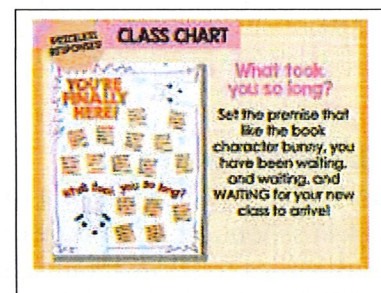 CLASS CHART
RESPONSES
YOU'RE
FINALLY
HERE!
What took you so long?
What took
you so long?
Set the premise that
like the book
character bunny, you
have been waiting,
and waiting, and
WAITING for your new
class to arrive!